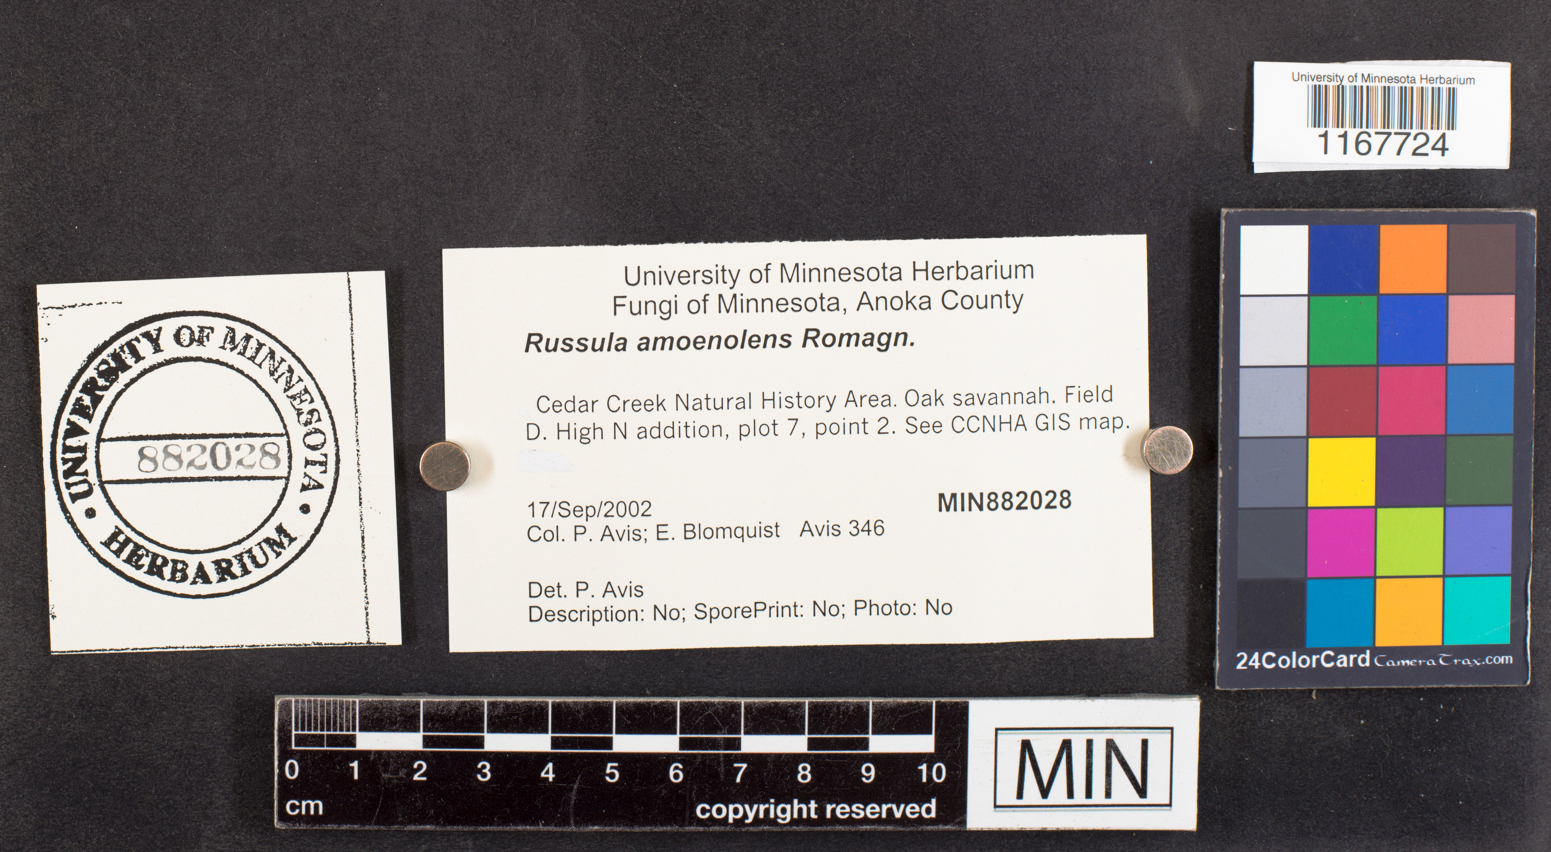 University of Minnesota Herbarium
1167724
UNIVERSITY OF MINNESOTA
882028
• HERBARIUM •
University of Minnesota Herbarium
Fungi of Minnesota, Anoka County
Russula amoenolens Romagn.
Cedar Creek Natural History Area. Oak savannah. Field
D. High N addition, plot 7, point 2. See CCNHA GIS map.
17/Sep/2002
MIN882028
Col. P. Avis; E. Blomquist Avis 346
Det. P. Avis
Description: No; SporePrint: No; Photo: No
24ColorCard CameraTrax.com
0 1 2 3 4 5 6 7 8 9 10
cm
copyright reserved
MIN